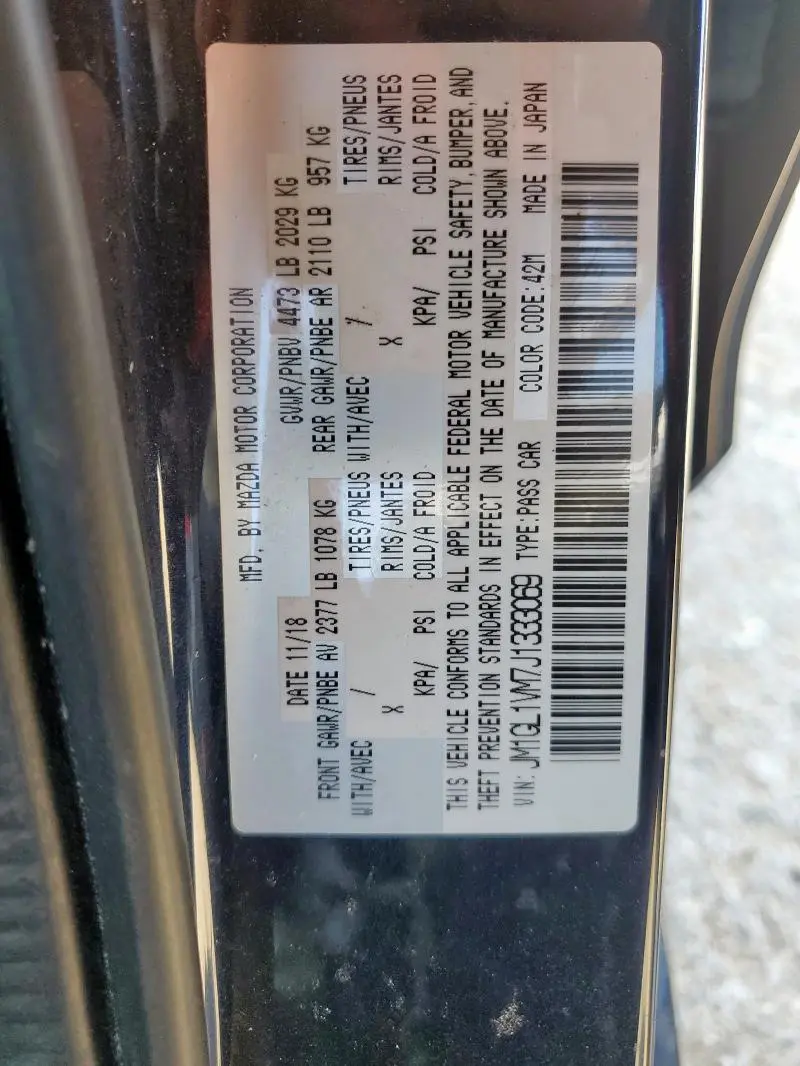 MFD. BY MAZDA MOTOR CORPORATION
DATE 11/18 GVWR/PNBV 4473 LB 2029 KG
FRONT GAWR/PNBE AV 2377 LB 1078 KG REAR GAWR/PNBE AR 2110 LB 957 KG
WITH/AVEC / TIRES/PNEUS WITH/AVEC / TIRES/PNEUS
X RIMS/JANTES X RIMS/JANTES
KPA/ PSI COLD/A FROID KPA/ PSI COLD/A FROID
THIS VEHICLE CONFORMS TO ALL APPLICABLE FEDERAL MOTOR VEHICLE SAFETY, BUMPER, AND
THEFT PREVENTION STANDARDS IN EFFECT ON THE DATE OF MANUFACTURE SHOWN ABOVE.
VIN: JM1GL1VM7J1333069 TYPE:PASS CAR COLOR CODE:42M MADE IN JAPAN